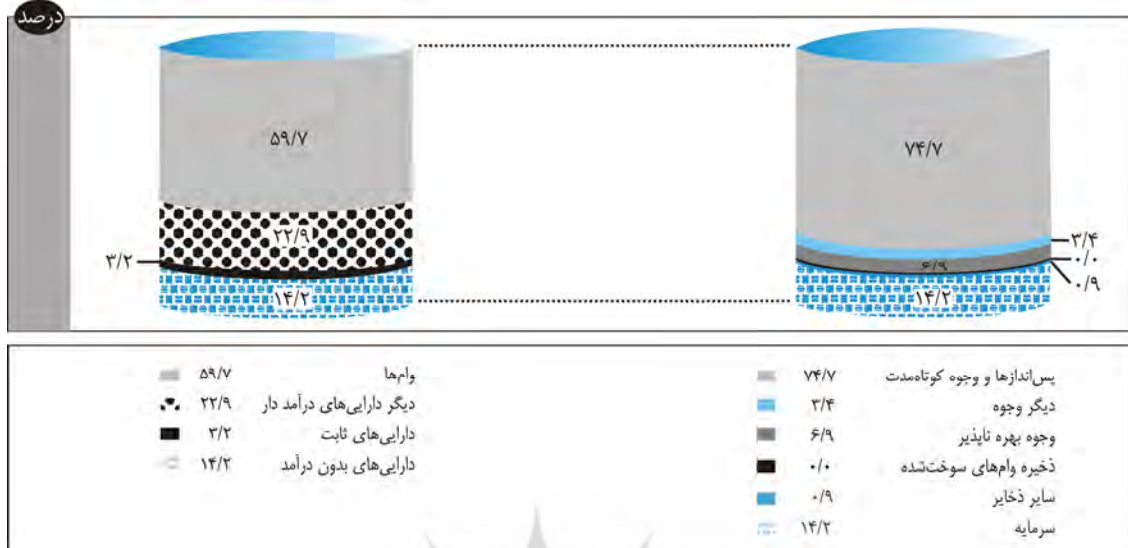 درصد
۷۴/۷
۳/۴
۰/۰
۶/۹
۰/۹
۱۴/۲
۵۹/۷
۲۲/۹
۳/۲
۱۴/۲
پس‌اندازها و وجوه کوتاه‌مدت ۷۴/۷
دیگر وجوه ۳/۴
وجوه بهره ناپذیر ۶/۹
ذخیره وام‌های سوخت‌شده ۰/۰
سایر ذخایر ۰/۹
سرمایه ۱۴/۲
وام‌ها ۵۹/۷
دیگر دارایی‌های درآمد دار ۲۲/۹
دارایی‌های ثابت ۳/۲
دارایی‌های بدون درآمد ۱۴/۲